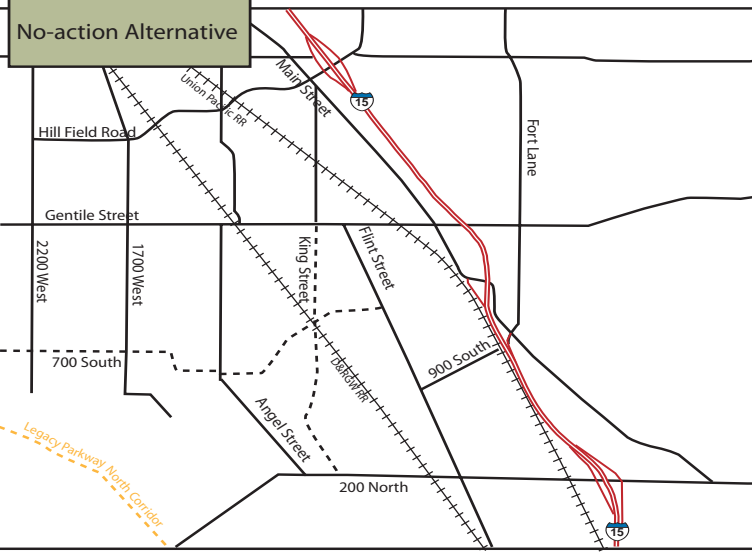 No-action Alternative
Main Street
Union Pacific RR
15
Hill Field Road
Fort Lane
Gentile Street
2200 West
1700 West
King Street
Flint Street
700 South
D&RGW RR
900 South
Angel Street
Legacy Parkway North Corridor
200 North
15